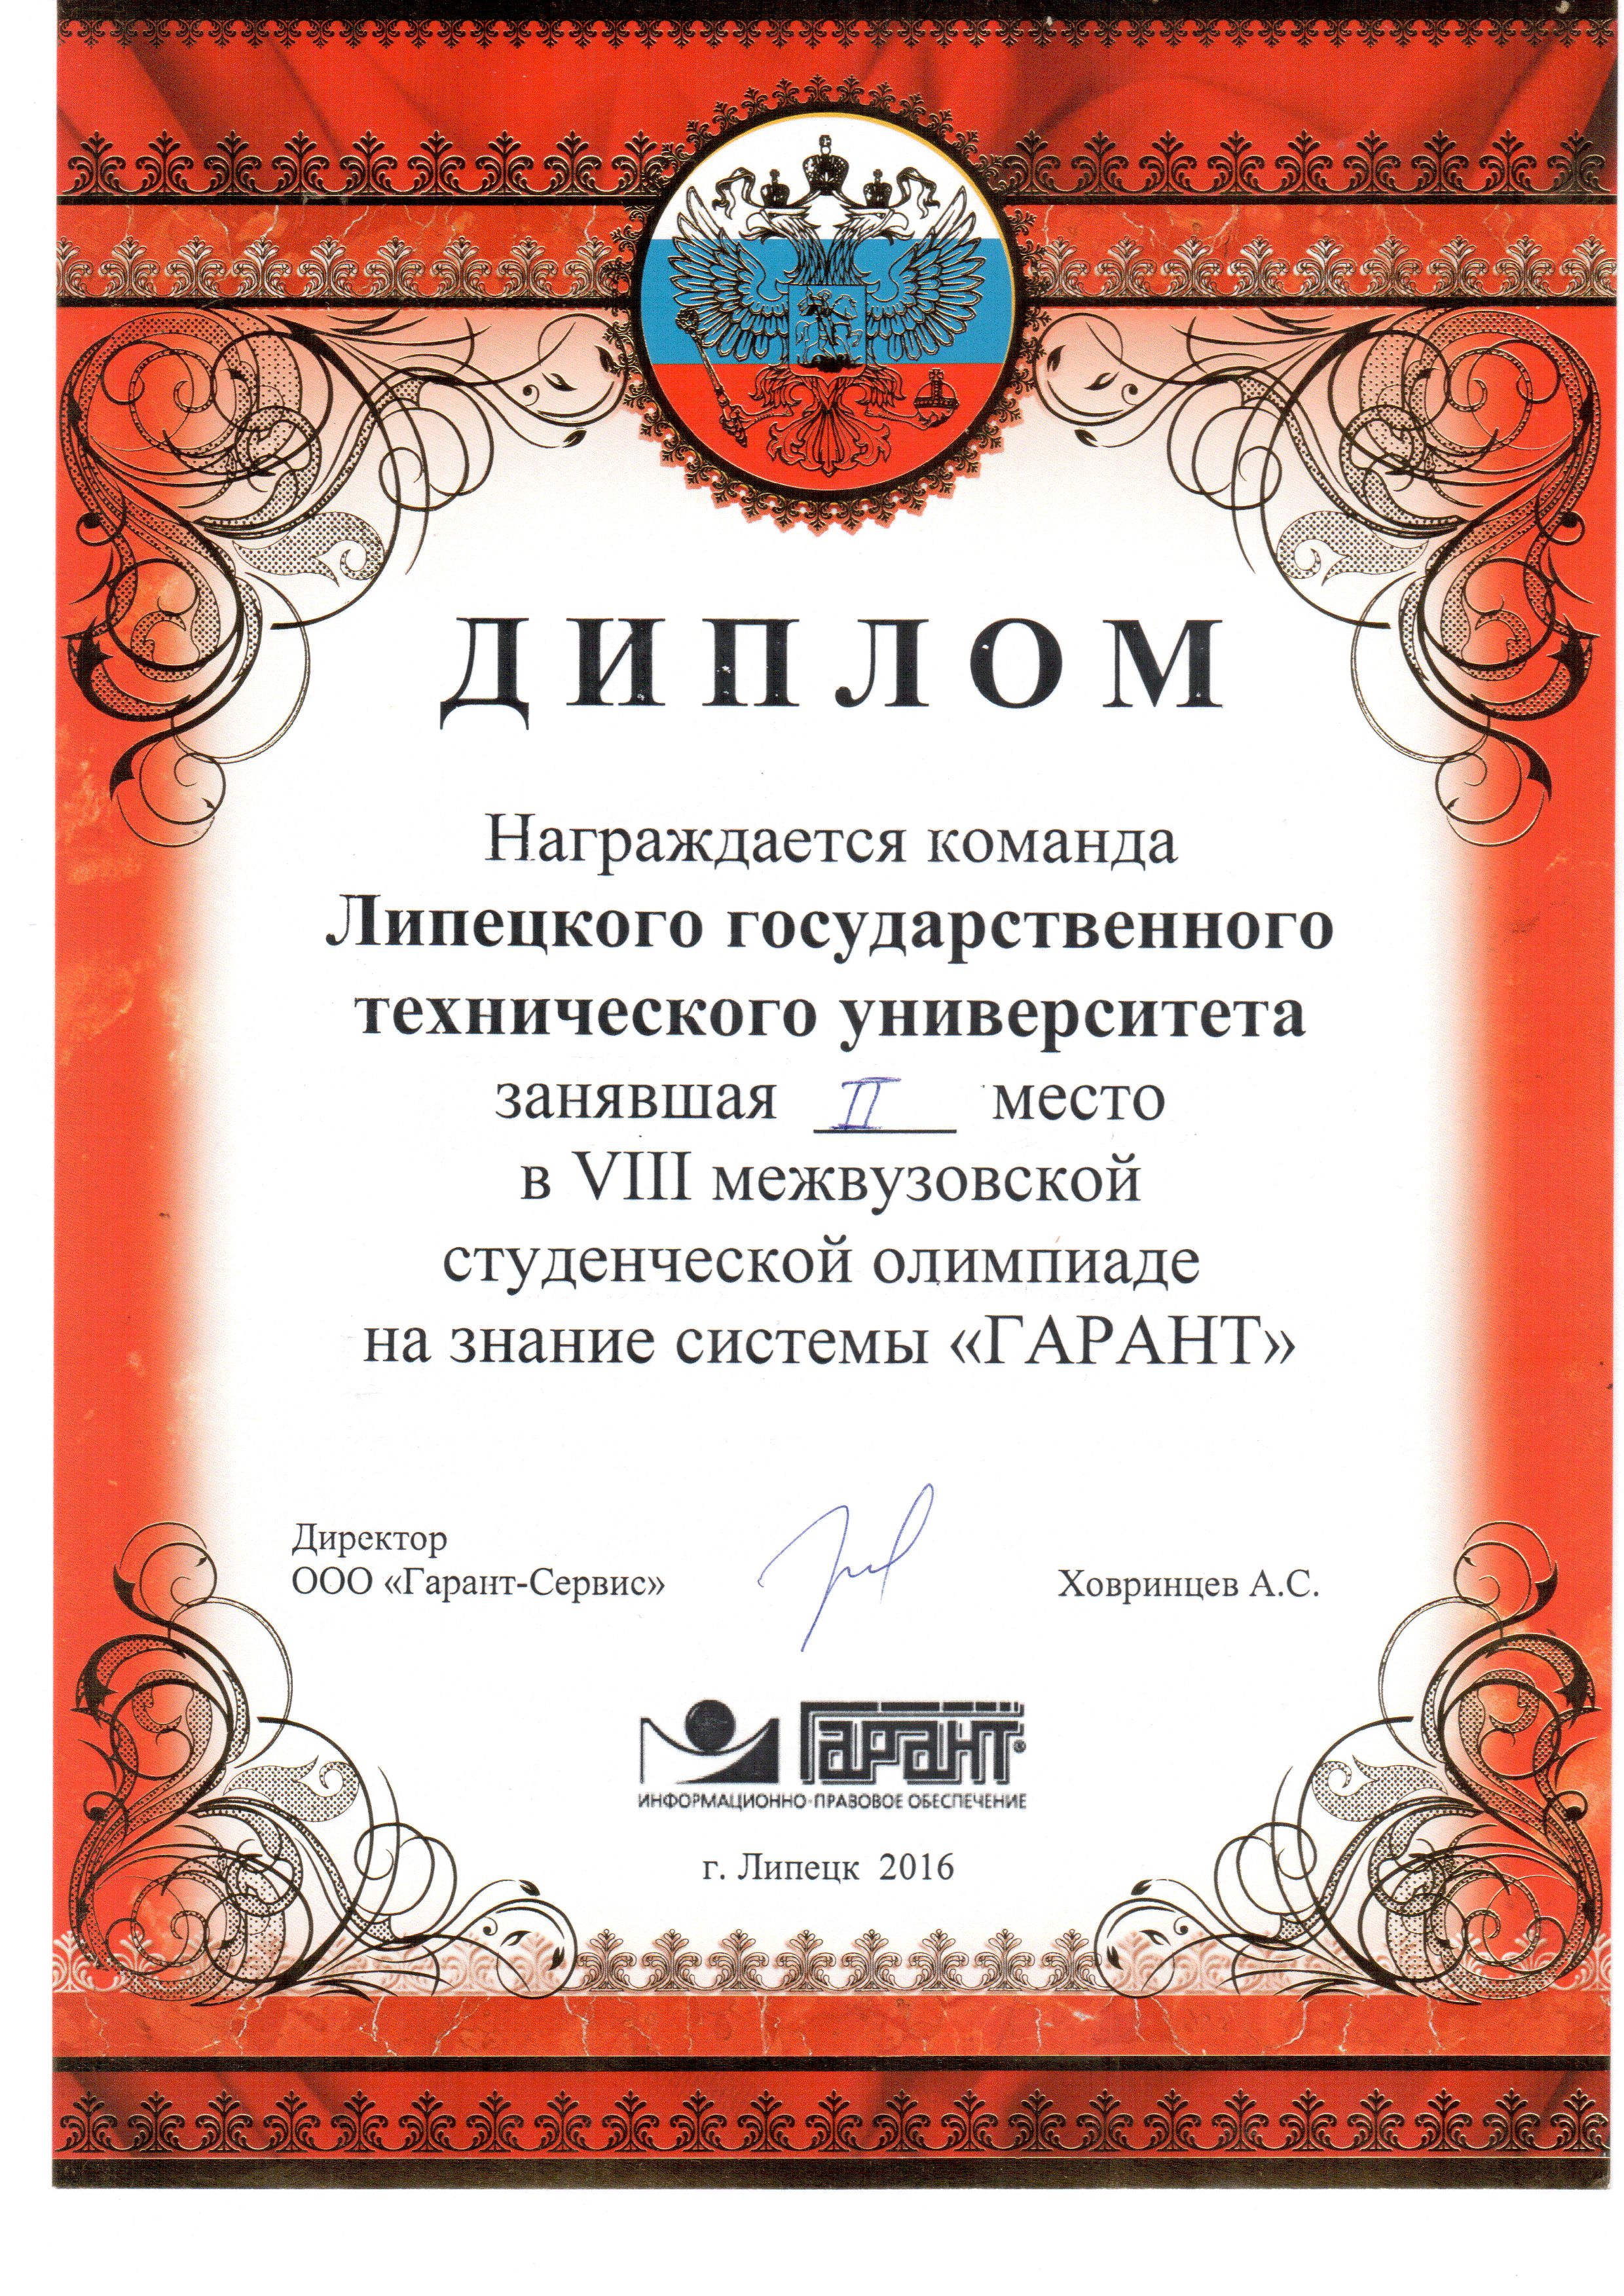 ДИПЛОМ
Награждается команда
Липецкого государственного
технического университета
занявшая II место
в VIII межвузовской
студенческой олимпиаде
на знание системы «ГАРАНТ»
Директор
ООО «Гарант-Сервис»
Ховринцев А.С.
Гарант®
ИНФОРМАЦИОННО-ПРАВОВОЕ ОБЕСПЕЧЕНИЕ
г. Липецк 2016